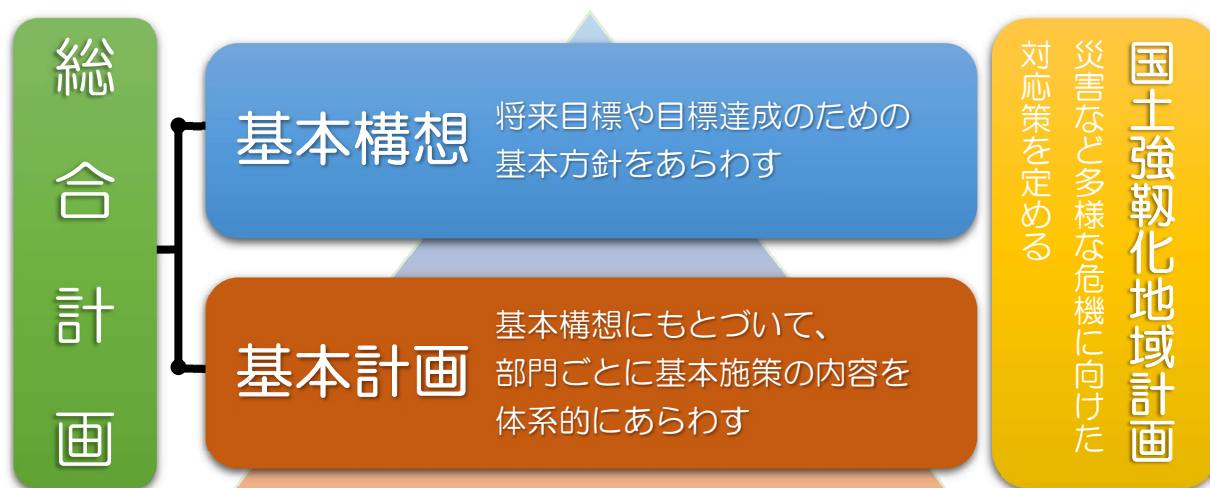 総合計画
基本構想
将来目標や目標達成のための
基本方針をあらわす
基本計画
基本構想にもとづいて、
部門ごとに基本施策の内容を
体系的にあらわす
国土強靱化地域計画
災害など多様な危機に向けた
対応策を定める